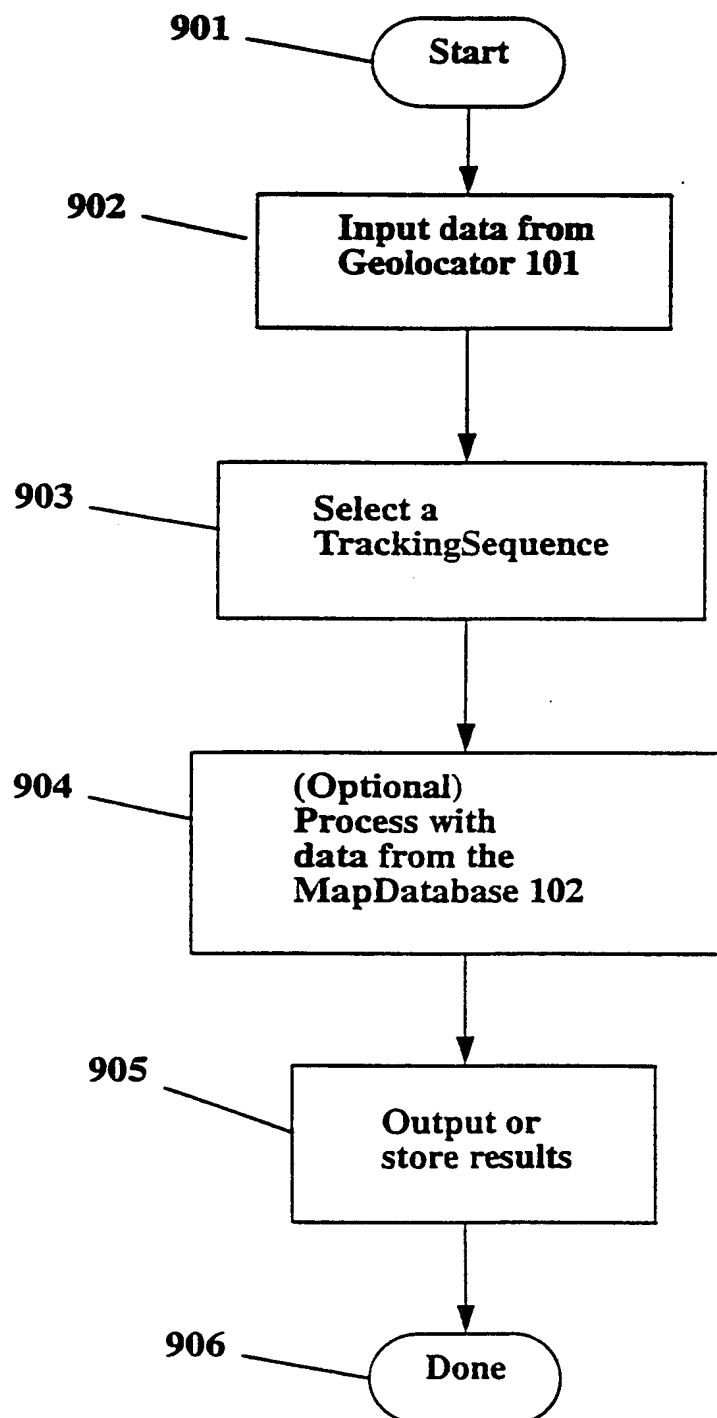 901
Start
902
Input data from
Geolocator 101
903
Select a
TrackingSequence
904
(Optional)
Process with
data from the
MapDatabase 102
905
Output or
store results
906
Done